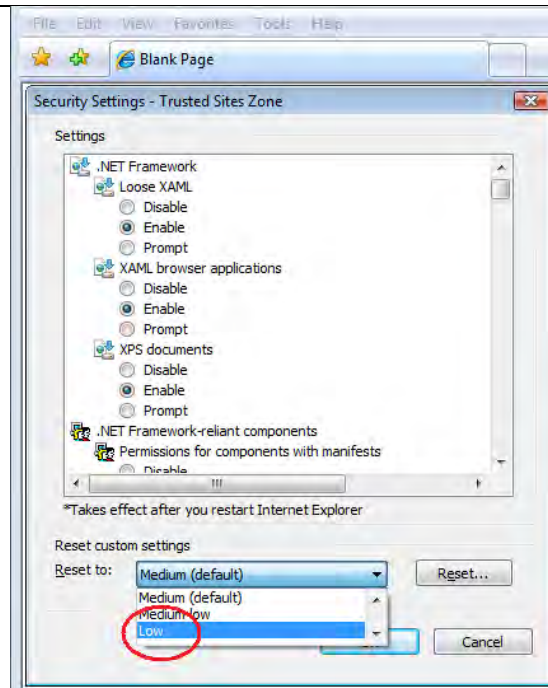 File Edit View Favorites Tools Help
Blank Page
Security Settings - Trusted Sites Zone
Settings
.NET Framework
Loose XAML
Disable
Enable
Prompt
XAML browser applications
Disable
Enable
Prompt
XPS documents
Disable
Enable
Prompt
.NET Framework-reliant components
Permissions for components with manifests
Disable
*Takes effect after you restart Internet Explorer
Reset custom settings
Reset to: Medium (default) Reset...
Medium (default)
Medium low
Low
Cancel